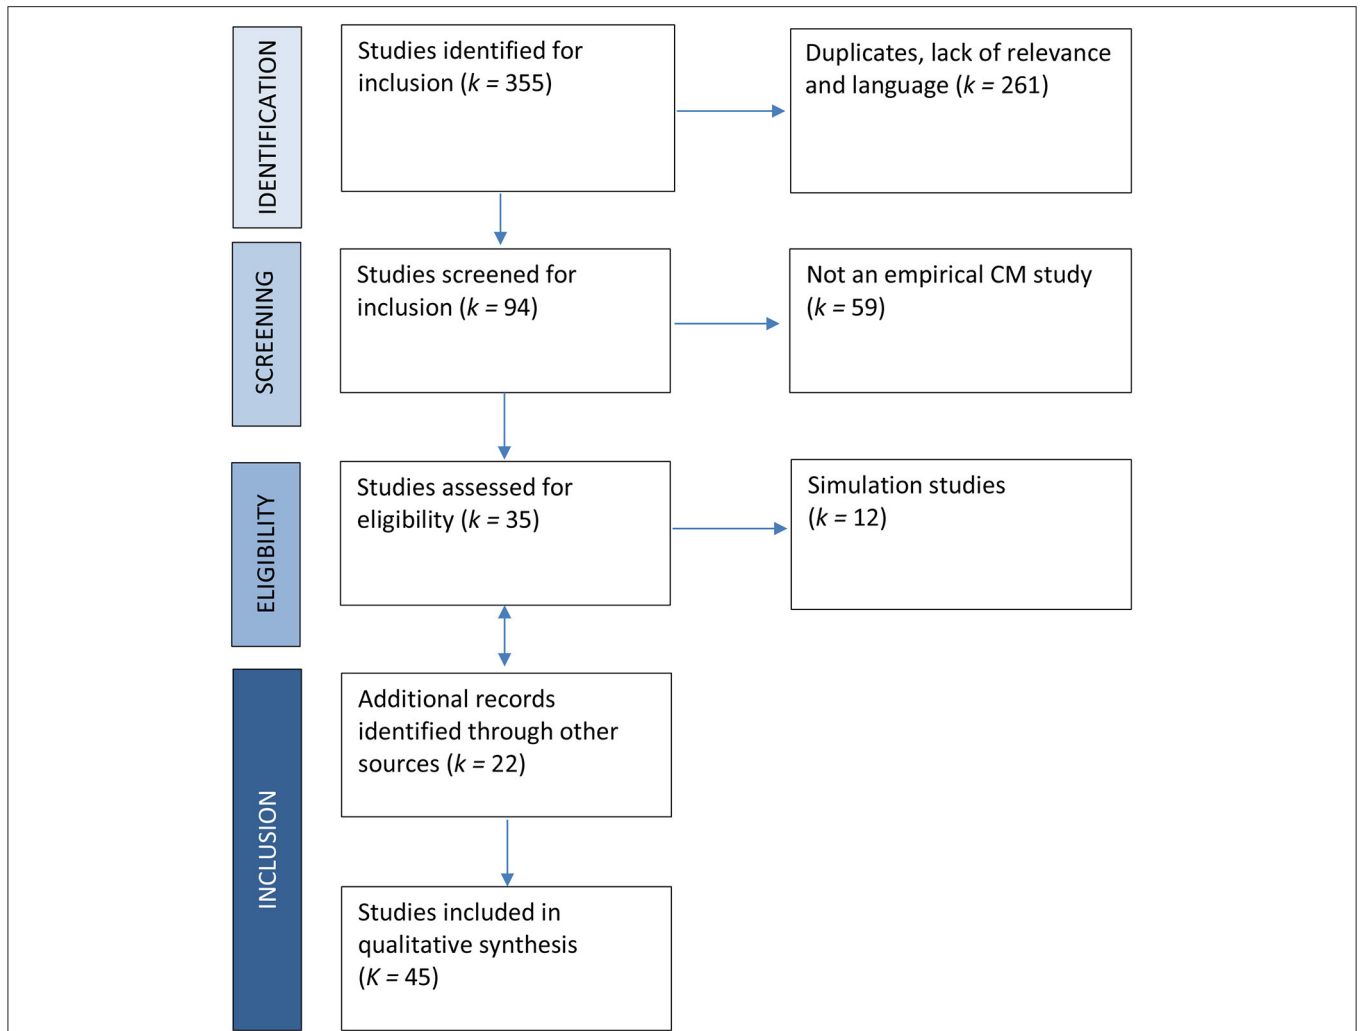 IDENTIFICATION
Studies identified for
inclusion (k = 355)
Duplicates, lack of relevance
and language (k = 261)
SCREENING
Studies screened for
inclusion (k = 94)
Not an empirical CM study
(k = 59)
ELIGIBILITY
Studies assessed for
eligibility (k = 35)
Simulation studies
(k = 12)
INCLUSION
Additional records
identified through other
sources (k = 22)
Studies included in
qualitative synthesis
(K = 45)